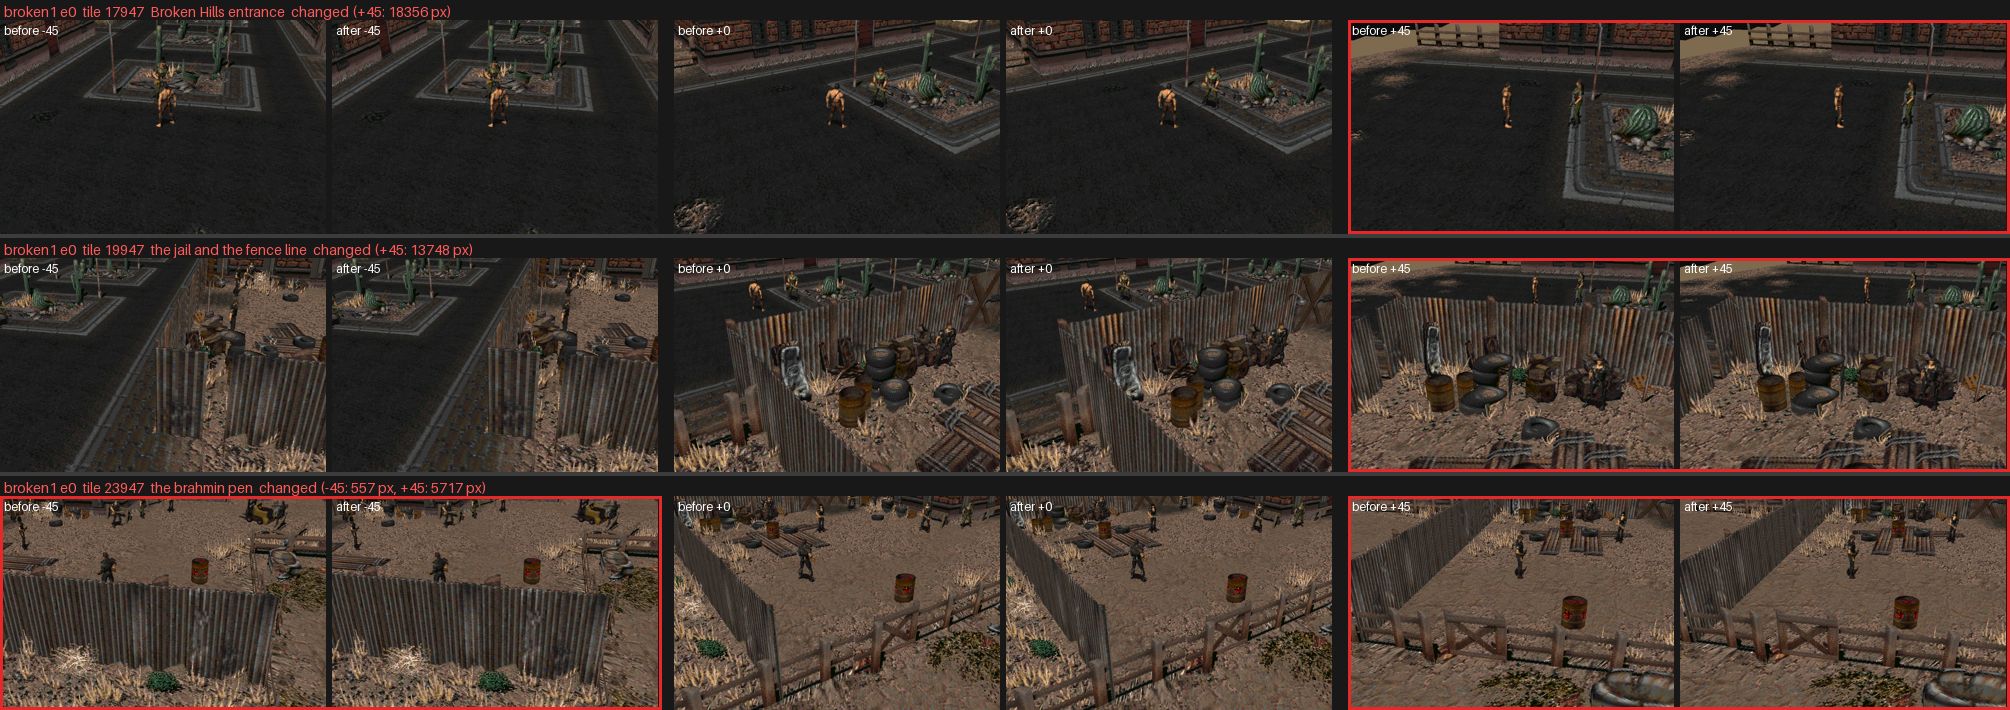 broken1 e0 tile 17947 Broken Hills entrance changed (+45: 18356 px)
before -45 after -45 before +0 after +0 before +45 after +45
broken1 e0 tile 19947 the jail and the fence line changed (+45: 13748 px)
before -45 after -45 before +0 after +0 before +45 after +45
broken1 e0 tile 23947 the brahmin pen changed (-45: 557 px, +45: 5717 px)
before -45 after -45 before +0 after +0 before +45 after +45